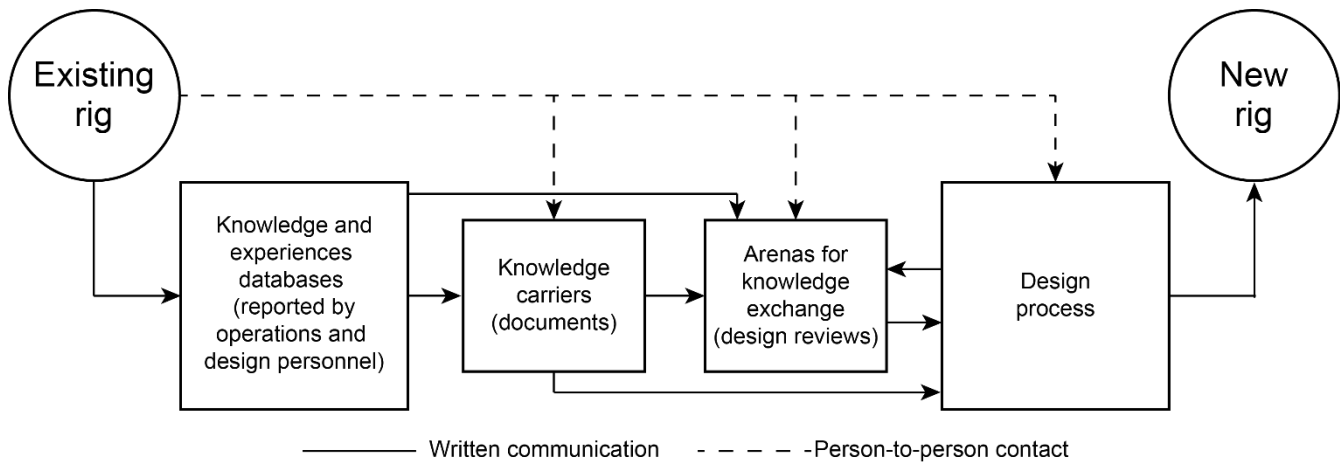 Existing
rig
New
rig
Knowledge and
experiences
databases
(reported by
operations and
design personnel)
Knowledge
carriers
(documents)
Arenas for
knowledge
exchange
(design reviews)
Design
process
Written communication
Person-to-person contact